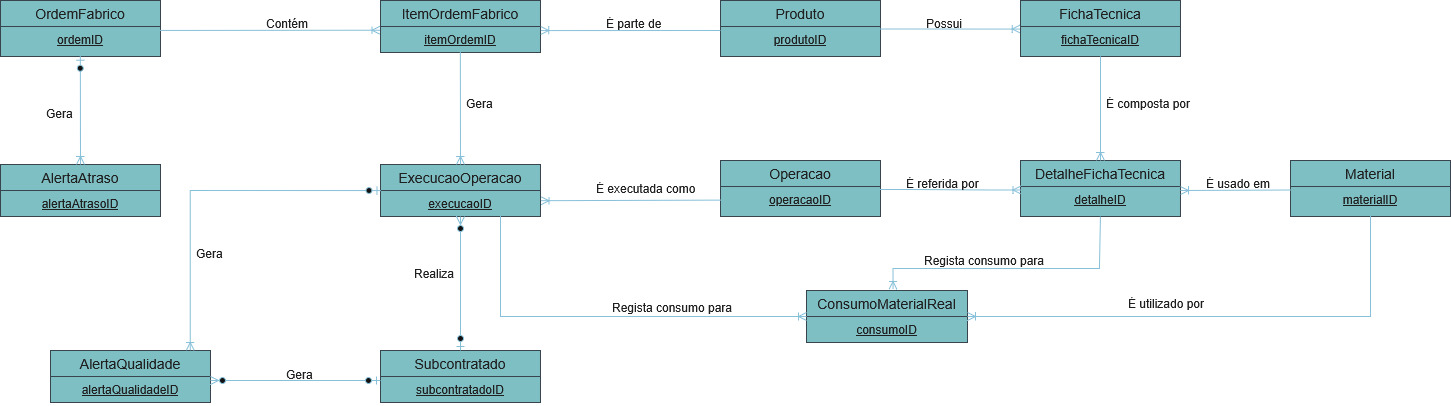 OrdemFabrico
ordemID
Contém
ItemOrdemFabrico
itemOrdemID
É parte de
Produto
produtoID
Possui
FichaTecnica
fichaTecnicaID
Gera
Gera
É composta por
AlertaAtraso
alertaAtrasoID
ExecucaoOperacao
execucaoID
É executada como
Operacao
operacaoID
É referida por
DetalheFichaTecnica
detalheID
É usado em
Material
materialID
Gera
Realiza
Regista consumo para
Regista consumo para
ConsumoMaterialReal
consumoID
É utilizado por
AlertaQualidade
alertaQualidadeID
Gera
Subcontratado
subcontratadoID